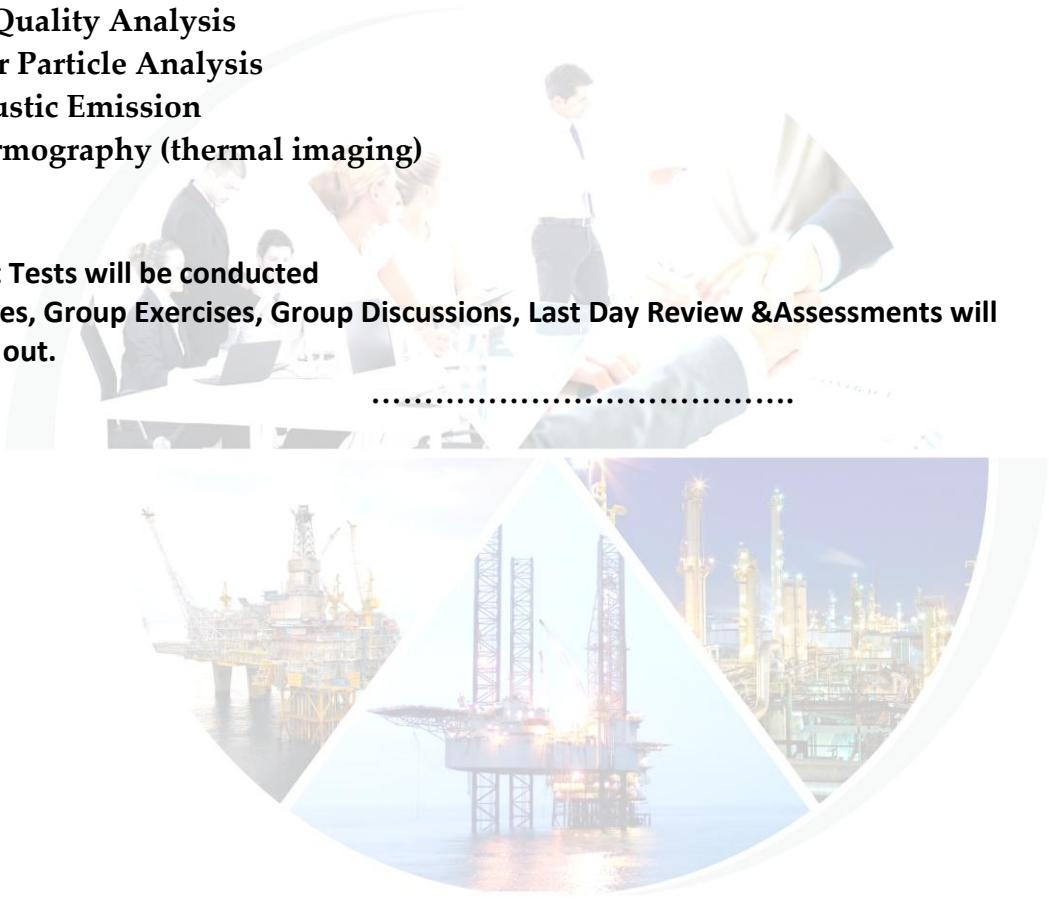 Quality Analysis
r Particle Analysis
ustic Emission
rmography (thermal imaging)
t Tests will be conducted
es, Group Exercises, Group Discussions, Last Day Review &Assessments will
out.
…………………………………….